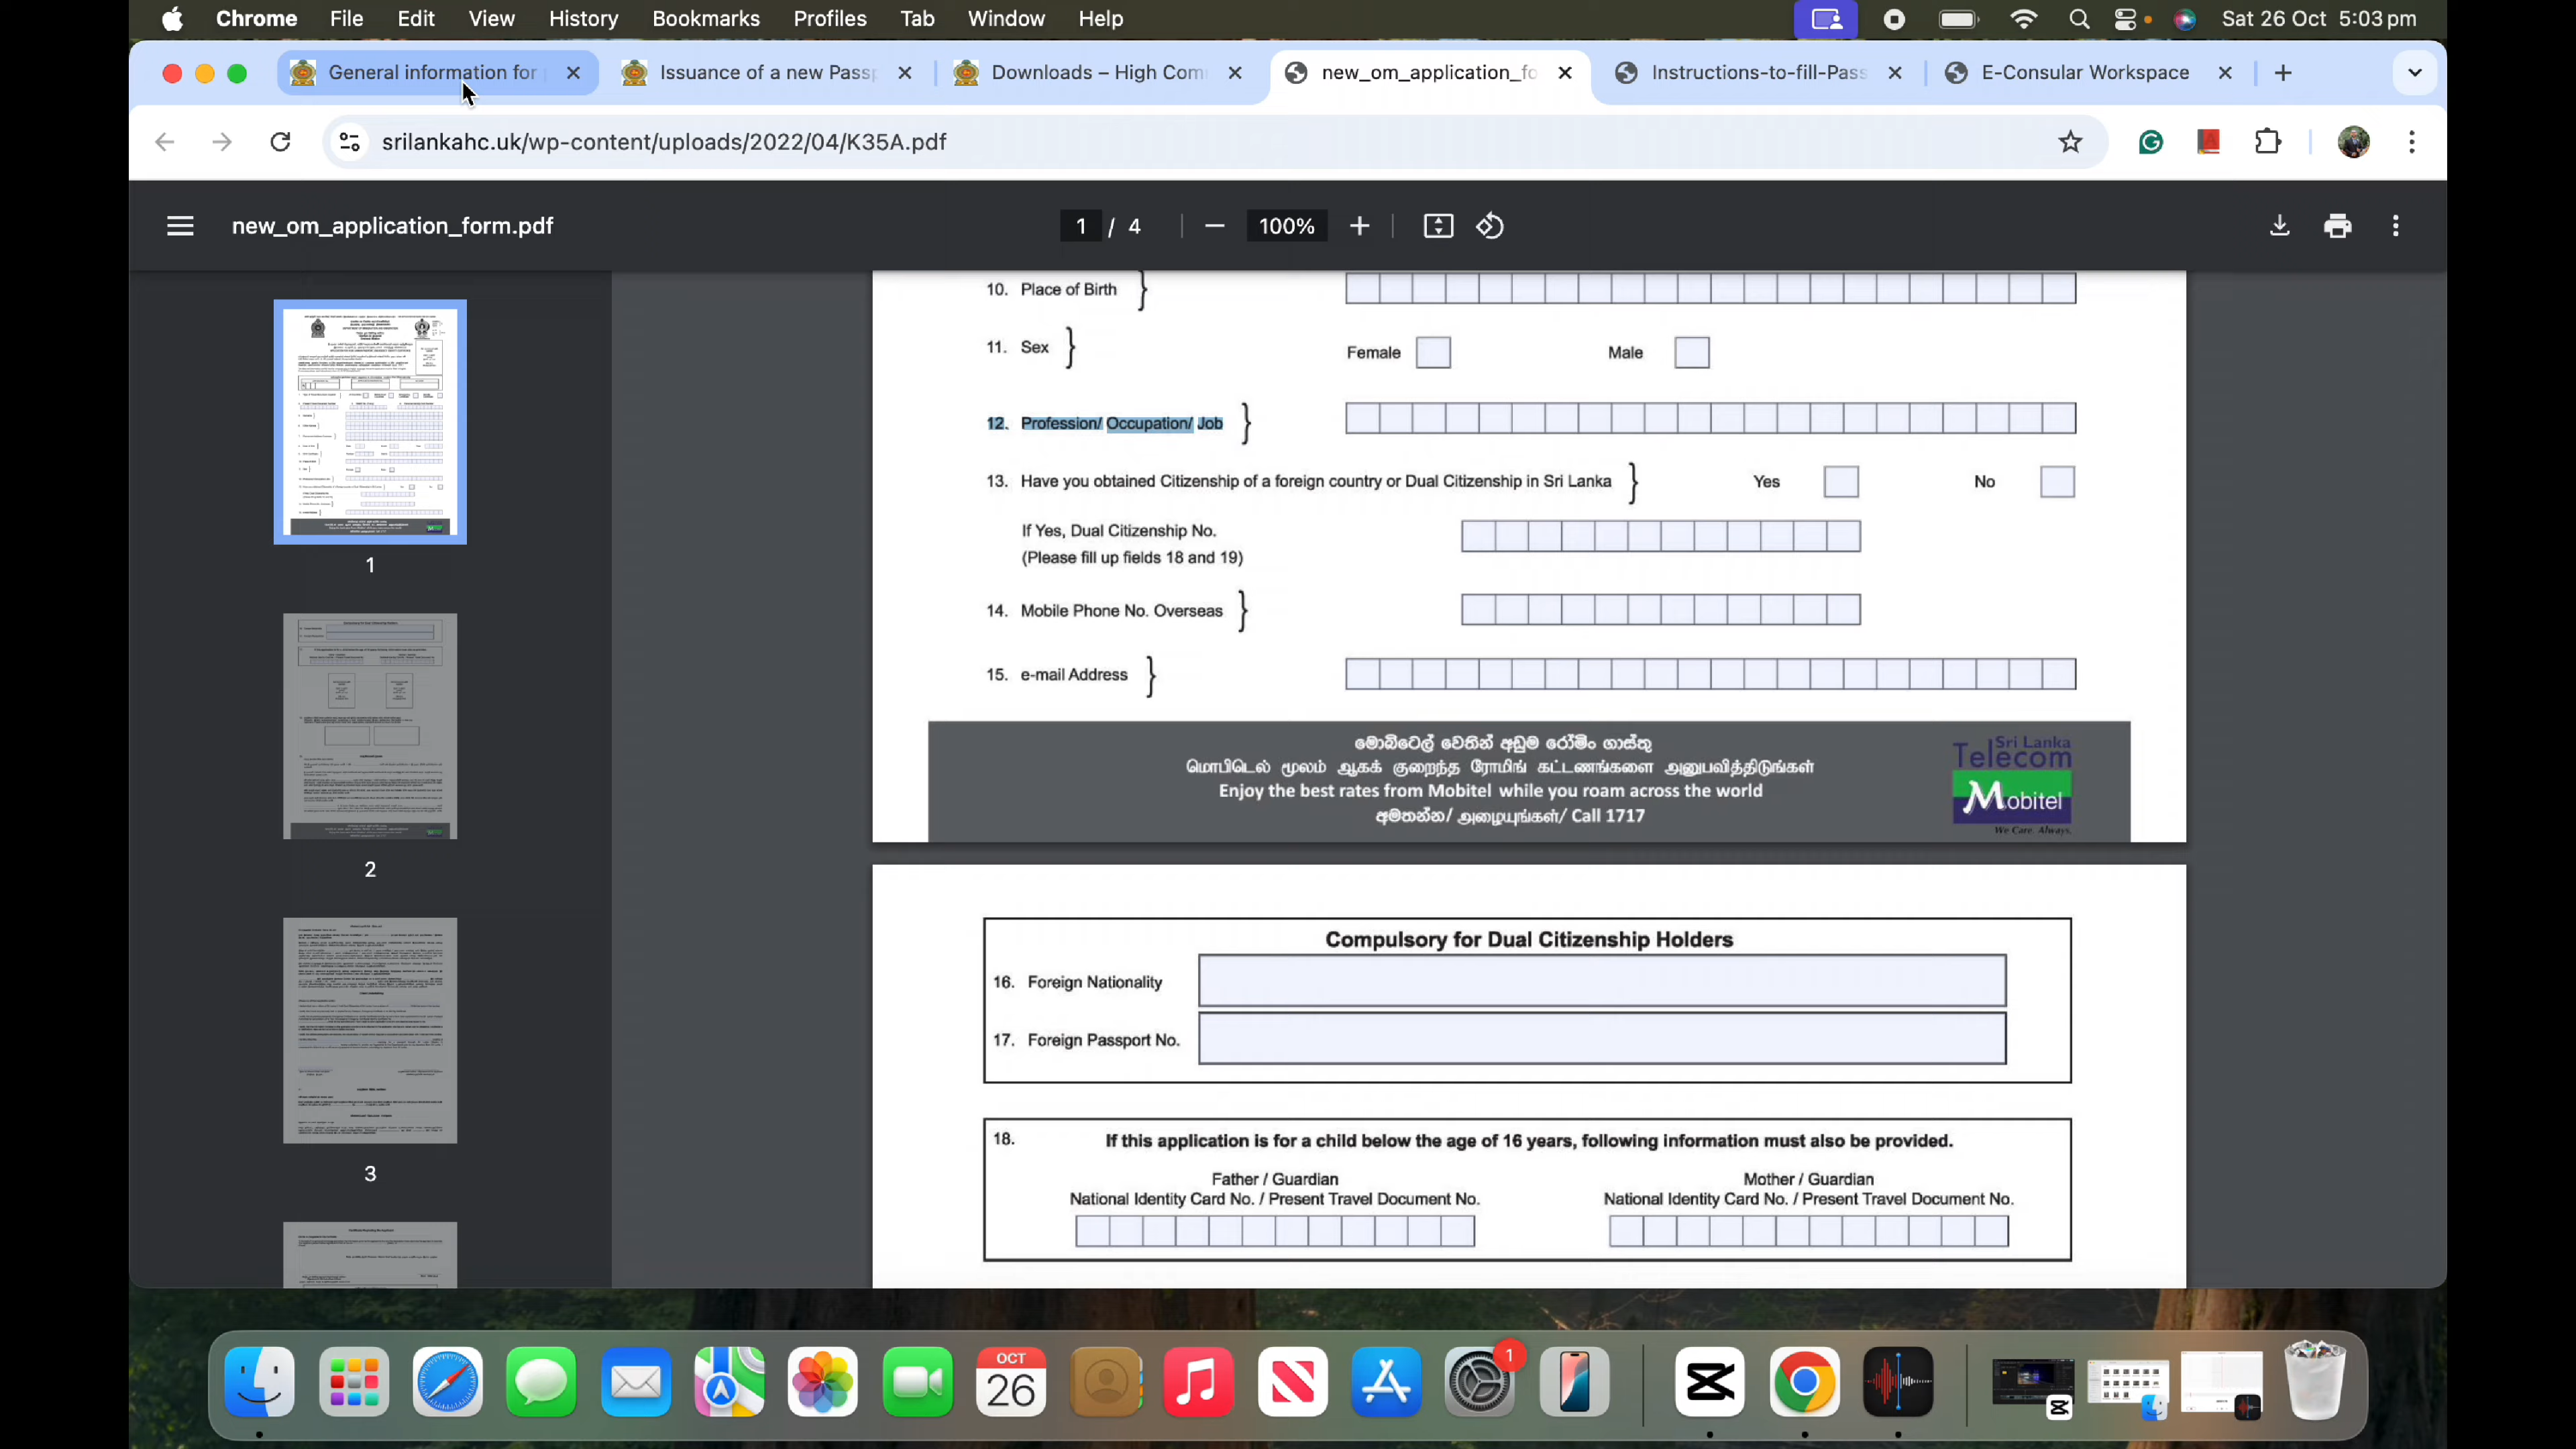 Chrome File Edit View History Bookmarks Profiles Tab Window Help
Sat 26 Oct 5:03 pm
General information for
Issuance of a new Passp
Downloads – High Com
new_om_application_fo
Instructions-to-fill-Pass
E-Consular Workspace
srilankahc.uk/wp-content/uploads/2022/04/K35A.pdf
new_om_application_form.pdf
1 / 4
100%
10. Place of Birth }
11. Sex } Female Male
12. Profession/ Occupation/ Job }
13. Have you obtained Citizenship of a foreign country or Dual Citizenship in Sri Lanka } Yes No
If Yes, Dual Citizenship No.
(Please fill up fields 18 and 19)
14. Mobile Phone No. Overseas }
15. e-mail Address }
මොබිටෙල් වෙතින් අඩුම රෝමිං ගාස්තු
மொபிடெல் மூலம் ஆகக் குறைந்த ரோமிங் கட்டணங்களை அனுபவித்திடுங்கள்
Enjoy the best rates from Mobitel while you roam across the world
අමතන්න/ அழையுங்கள்/ Call 1717
Sri Lanka
Telecom
Mobitel
We Care. Always.
Compulsory for Dual Citizenship Holders
16. Foreign Nationality
17. Foreign Passport No.
18. If this application is for a child below the age of 16 years, following information must also be provided.
Father / Guardian Mother / Guardian
National Identity Card No. / Present Travel Document No. National Identity Card No. / Present Travel Document No.
1
2
3
OCT
26
1